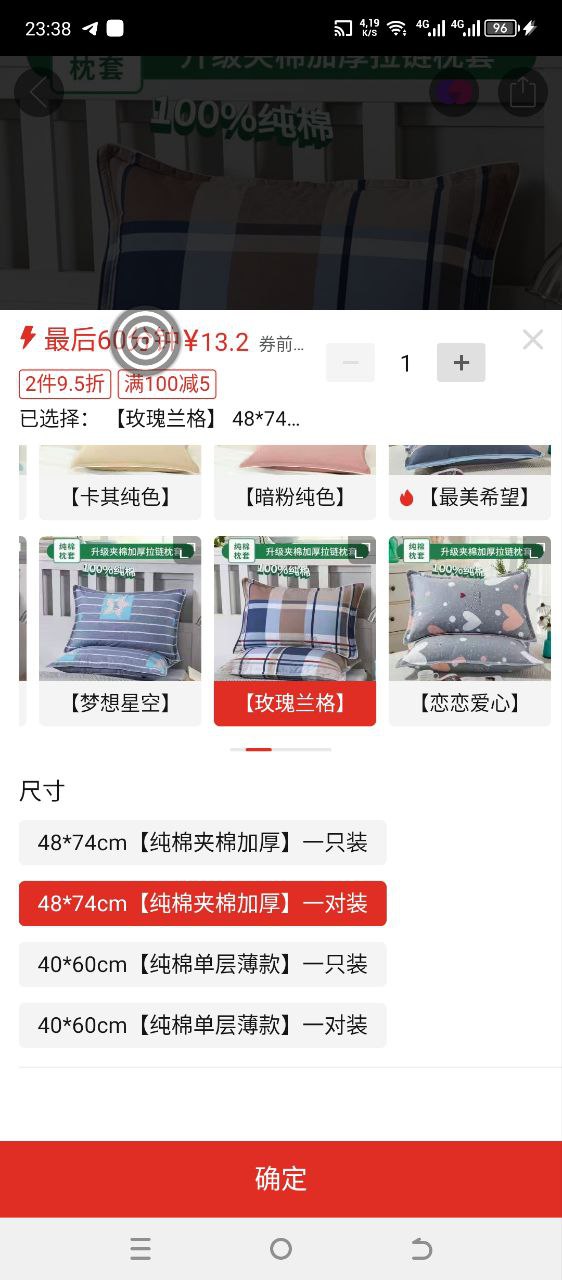 23:38
4,19 K/S
4G
4G
96
枕套
升级夹棉加厚拉链枕套
100%纯棉
最后60分钟¥13.2 券前...
1
2件9.5折
满100减5
已选择： 【玫瑰兰格】 48*74...
【卡其纯色】
【暗粉纯色】
【最美希望】
纯棉枕套 升级夹棉加厚拉链枕套
100%纯棉
纯棉枕套 升级夹棉加厚拉链枕套
100%纯棉
纯棉枕套 升级夹棉加厚拉链枕套
100%纯棉
【梦想星空】
【玫瑰兰格】
【恋恋爱心】
尺寸
48*74cm【纯棉夹棉加厚】一只装
48*74cm【纯棉夹棉加厚】一对装
40*60cm【纯棉单层薄款】一只装
40*60cm【纯棉单层薄款】一对装
确定